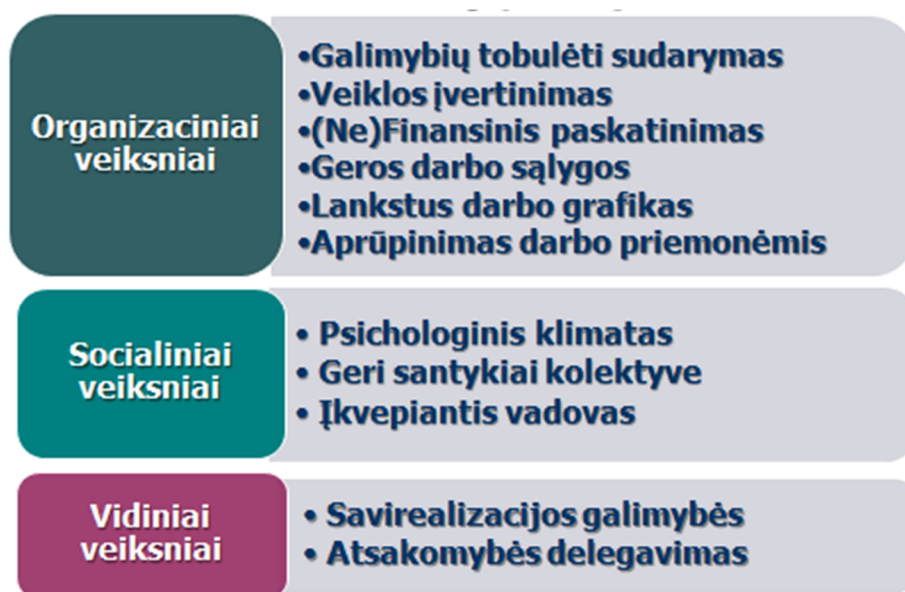 Organizaciniai
veiksniai
•Galimybių tobulėti sudarymas
•Veiklos įvertinimas
•(Ne)Finansinis paskatinimas
•Geros darbo sąlygos
•Lankstus darbo grafikas
•Aprūpinimas darbo priemonėmis
Socialiniai
veiksniai
• Psichologinis klimatas
• Geri santykiai kolektyve
• Įkvepiantis vadovas
Vidiniai
veiksniai
• Savirealizacijos galimybės
• Atsakomybės delegavimas